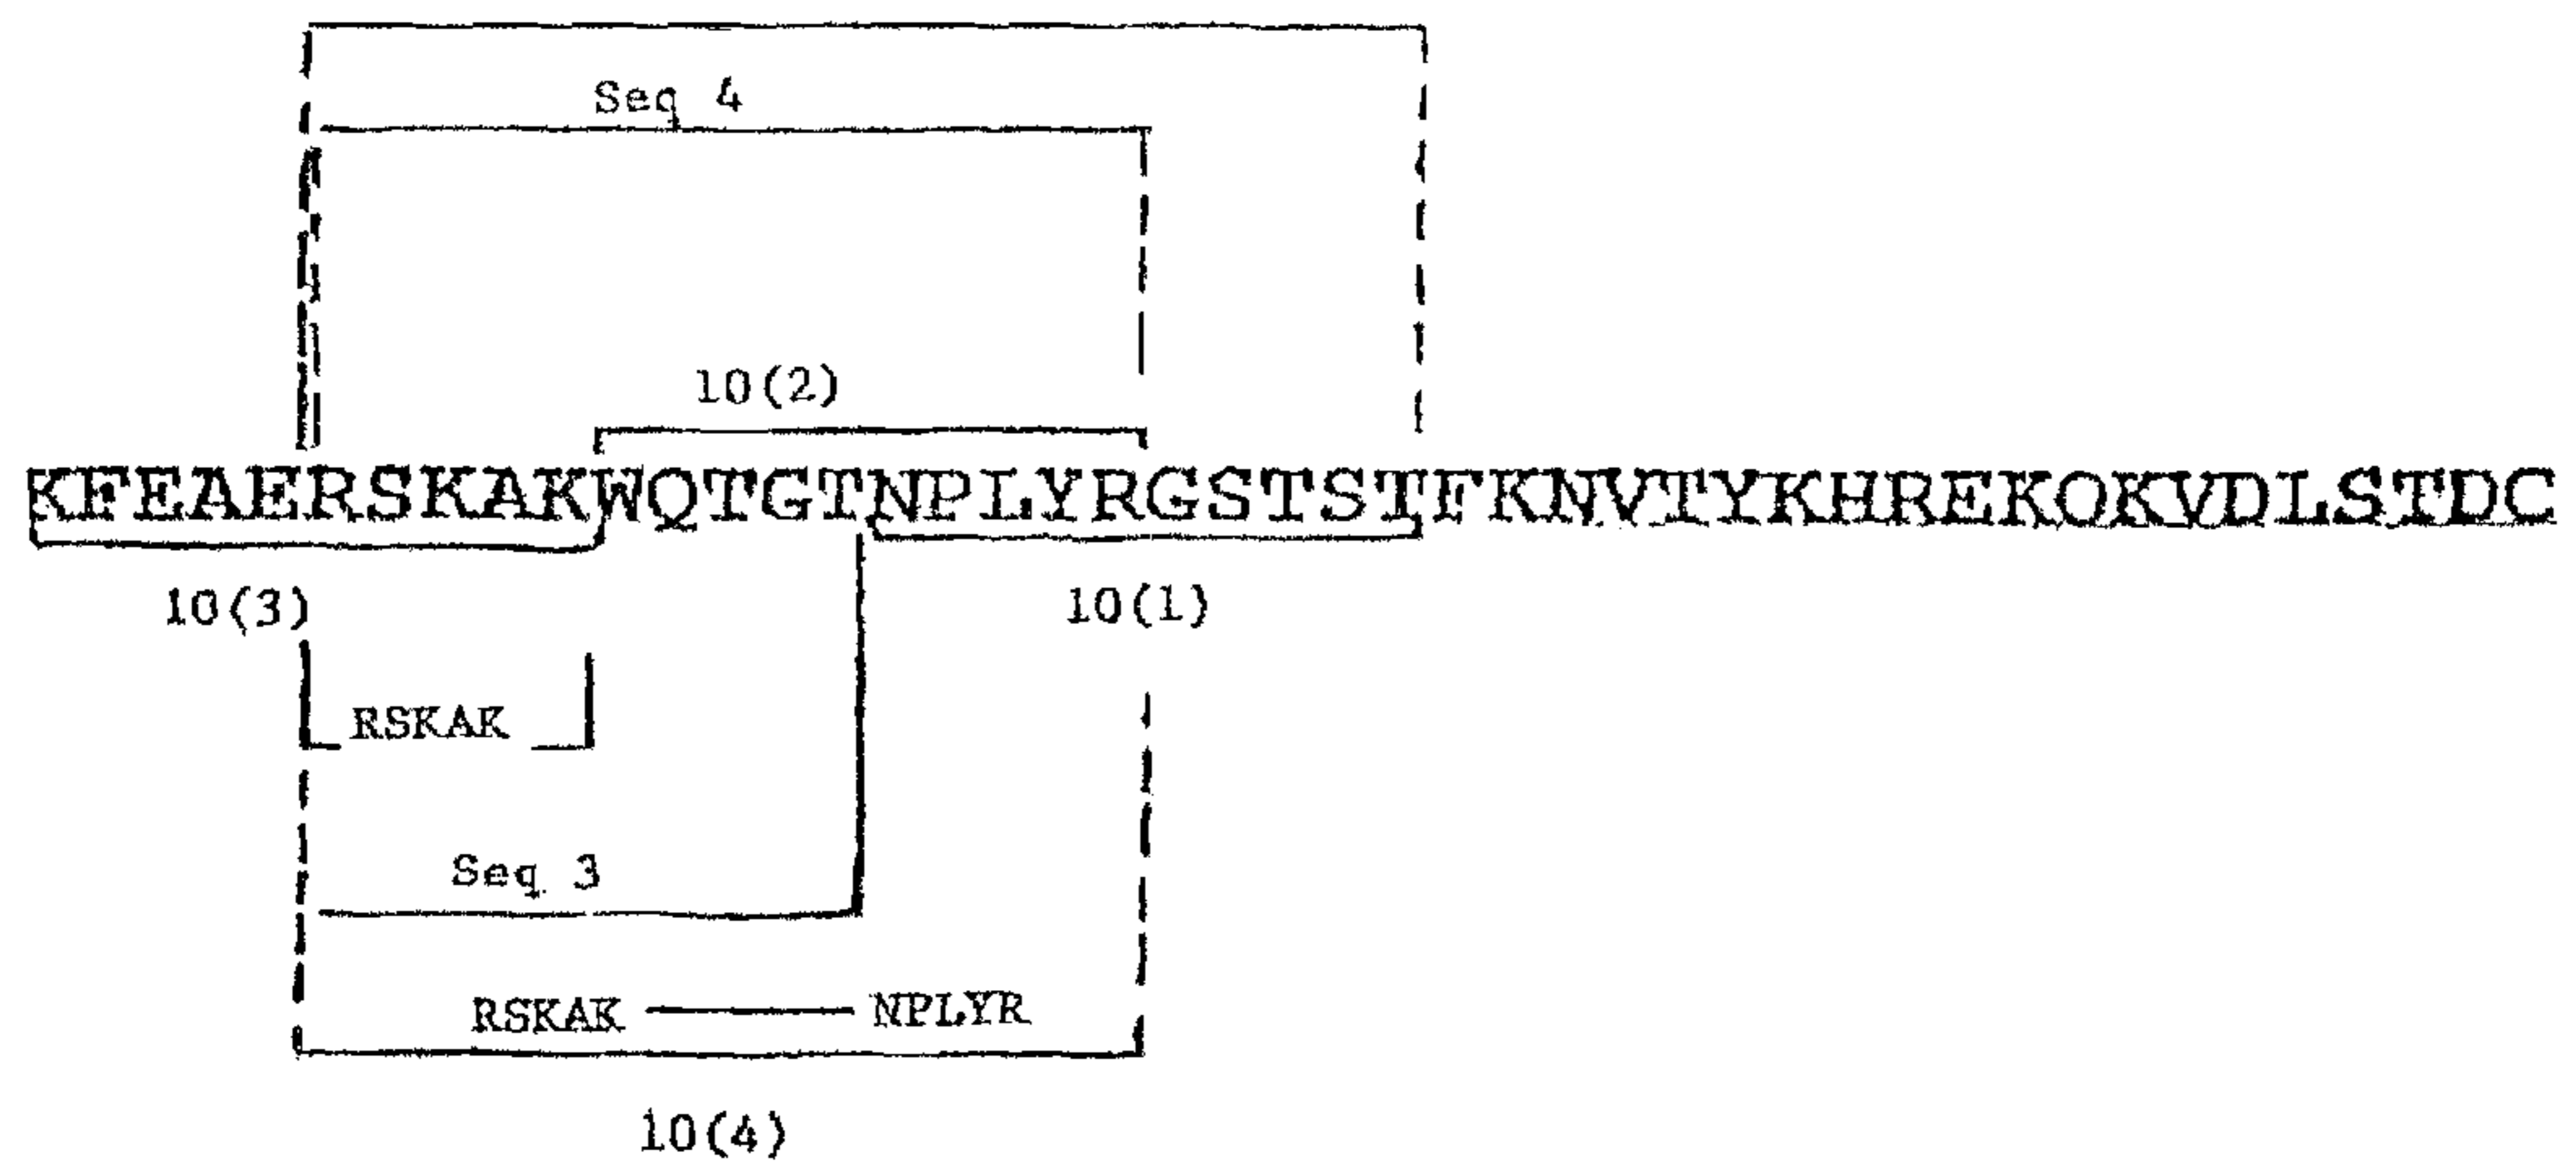 Seq 4
10(2)
KFEAERSKAKWQTGTNPLYRGSTSTFKNVTYKHREKQKVDLSTDC
10(3) 10(1)
RSKAK
Seq 3
RSKAK NPLYR
10(4)